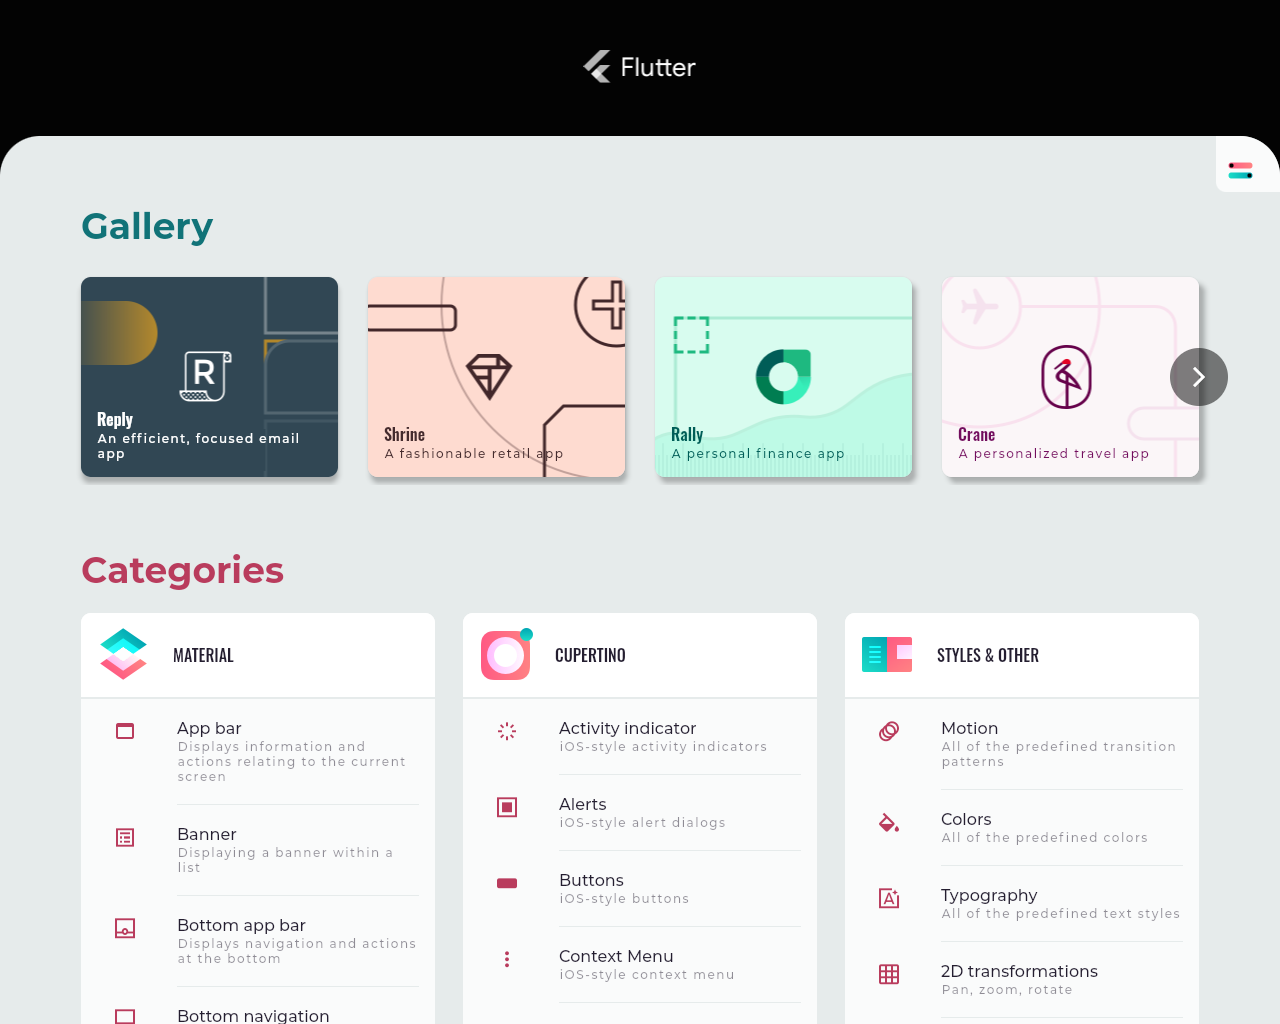 Flutter
Gallery
R
Reply
An efficient, focused email
app
Shrine
A fashionable retail app
Rally
A personal finance app
Crane
A personalized travel app
Categories
MATERIAL
App bar
Displays information and
actions relating to the current
screen
Banner
Displaying a banner within a
list
Bottom app bar
Displays navigation and actions
at the bottom
Bottom navigation
CUPERTINO
Activity indicator
iOS-style activity indicators
Alerts
iOS-style alert dialogs
Buttons
iOS-style buttons
Context Menu
iOS-style context menu
STYLES & OTHER
Motion
All of the predefined transition
patterns
Colors
All of the predefined colors
Typography
All of the predefined text styles
2D transformations
Pan, zoom, rotate